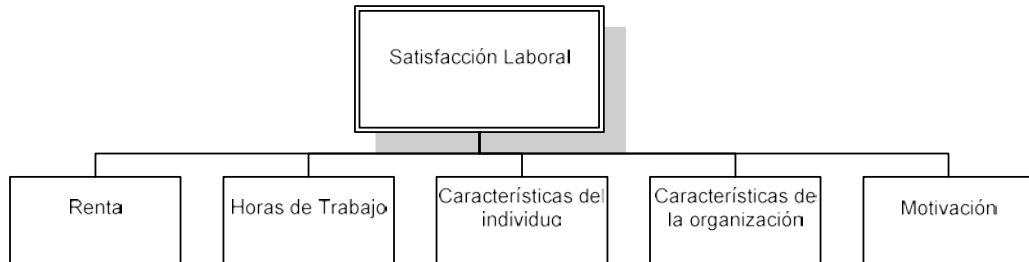 Satisfacción Laboral
Renta
Horas de Trabajo
Características del
individuo
Características de
la organización
Motivación